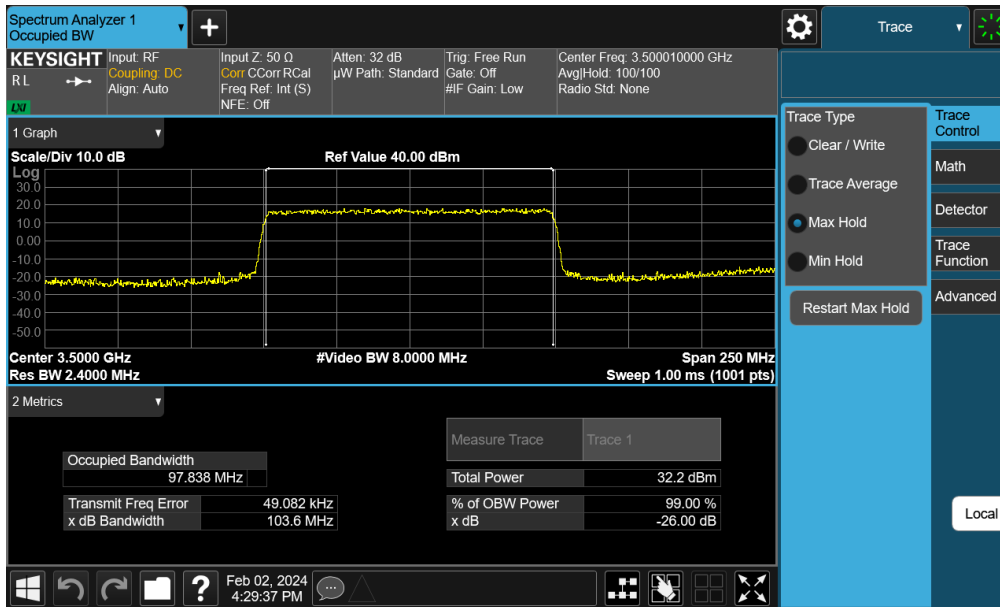 Spectrum Analyzer 1
Occupied BW
Trace
KEYSIGHT
R L
LXI
Input: RF
Coupling: DC
Align: Auto
Input Z: 50 Ω
Corr CCorr RCal
Freq Ref: Int (S)
NFE: Off
Atten: 32 dB
µW Path: Standard
Trig: Free Run
Gate: Off
#IF Gain: Low
Center Freq: 3.500010000 GHz
Avg|Hold: 100/100
Radio Std: None
1 Graph
Scale/Div 10.0 dB
Ref Value 40.00 dBm
Log
30.0
20.0
10.0
0.00
-10.0
-20.0
-30.0
-40.0
-50.0
Center 3.5000 GHz
#Video BW 8.0000 MHz
Span 250 MHz
Res BW 2.4000 MHz
Sweep 1.00 ms (1001 pts)
2 Metrics
Measure Trace Trace 1
Occupied Bandwidth
97.838 MHz
Total Power 32.2 dBm
Transmit Freq Error 49.082 kHz
% of OBW Power 99.00 %
x dB Bandwidth 103.6 MHz
x dB -26.00 dB
Trace Type
Clear / Write
Trace Average
Max Hold
Min Hold
Restart Max Hold
Trace
Control
Math
Detector
Trace
Function
Advanced
Local
?
Feb 02, 2024
4:29:37 PM